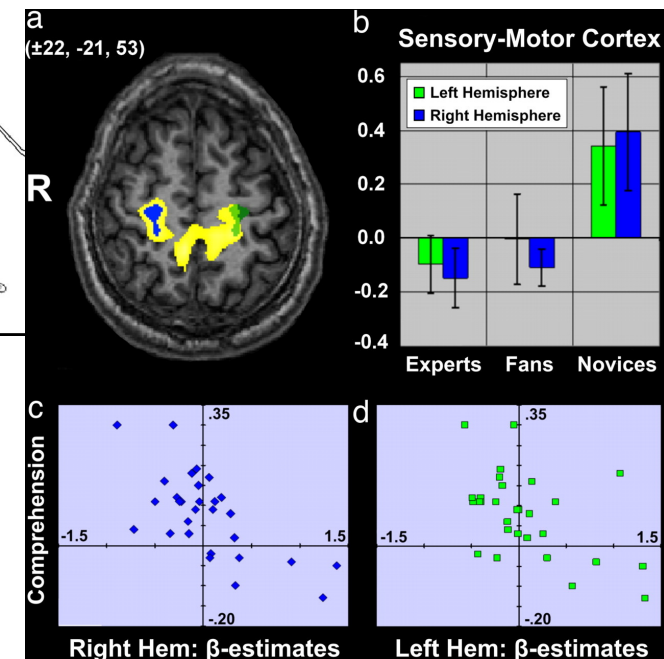 a
(±22, -21, 53)
R
b
Sensory-Motor Cortex
0.6
0.4
0.2
0.0
-0.2
-0.4
Left Hemisphere
Right Hemisphere
Experts Fans Novices
c
Comprehension
.35
-1.5 1.5
-.20
Right Hem: β-estimates
d
.35
-1.5 1.5
-.20
Left Hem: β-estimates